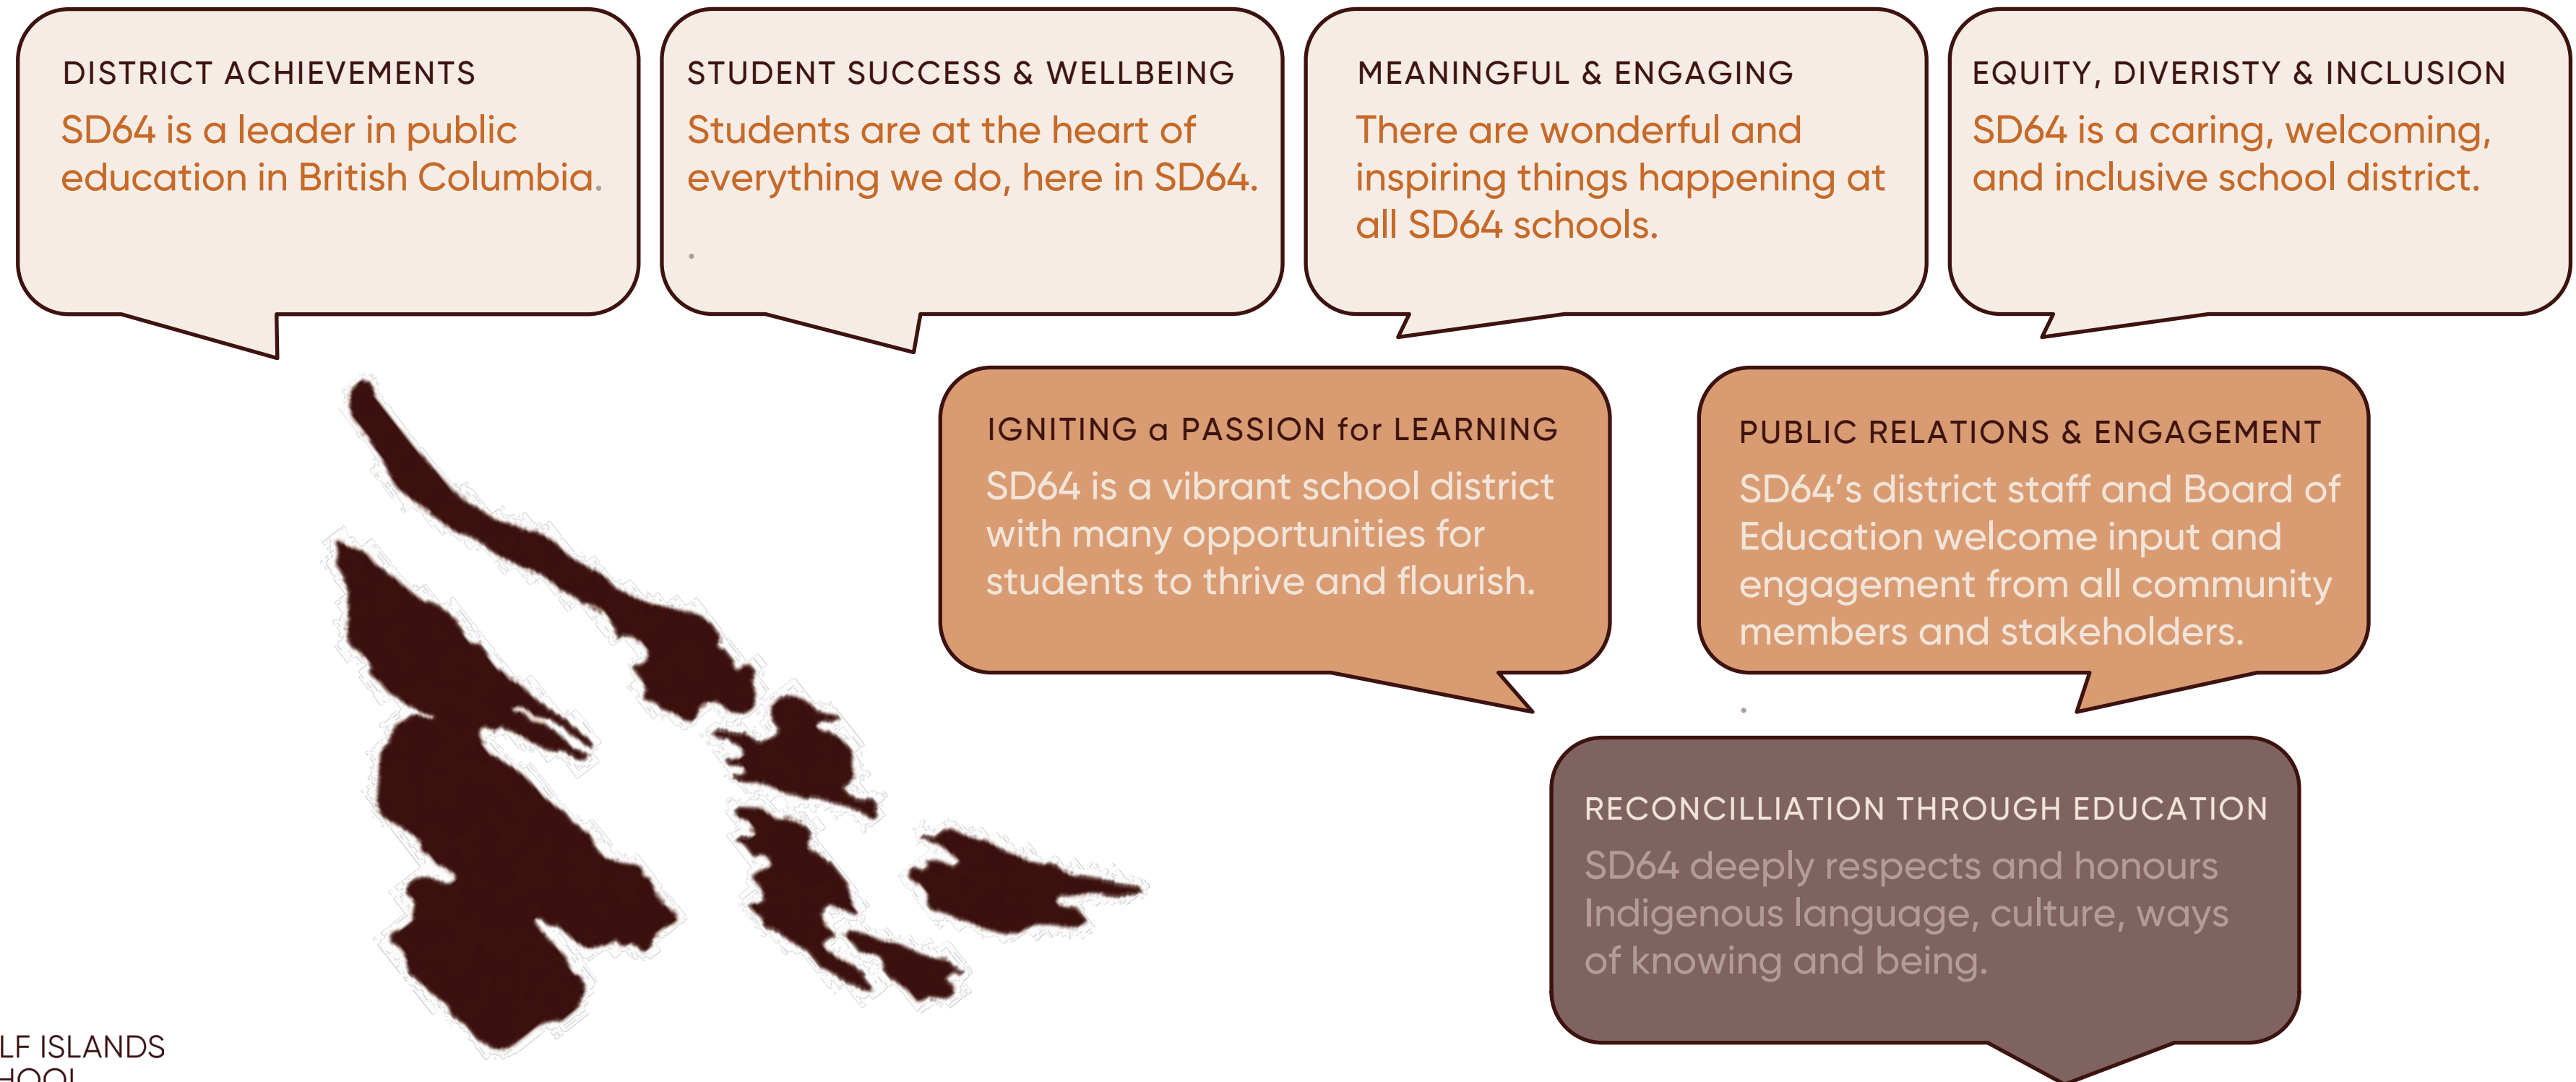 DISTRICT ACHIEVEMENTS
SD64 is a leader in public
education in British Columbia.
STUDENT SUCCESS & WELLBEING
Students are at the heart of
everything we do, here in SD64.
.
MEANINGFUL & ENGAGING
There are wonderful and
inspiring things happening at
all SD64 schools.
EQUITY, DIVERISTY & INCLUSION
SD64 is a caring, welcoming,
and inclusive school district.
IGNITING a PASSION for LEARNING
SD64 is a vibrant school district
with many opportunities for
students to thrive and flourish.
PUBLIC RELATIONS & ENGAGEMENT
SD64’s district staff and Board of
Education welcome input and
engagement from all community
members and stakeholders.
.
RECONCILLIATION THROUGH EDUCATION
SD64 deeply respects and honours
Indigenous language, culture, ways
of knowing and being.
LF ISLANDS
HOOL